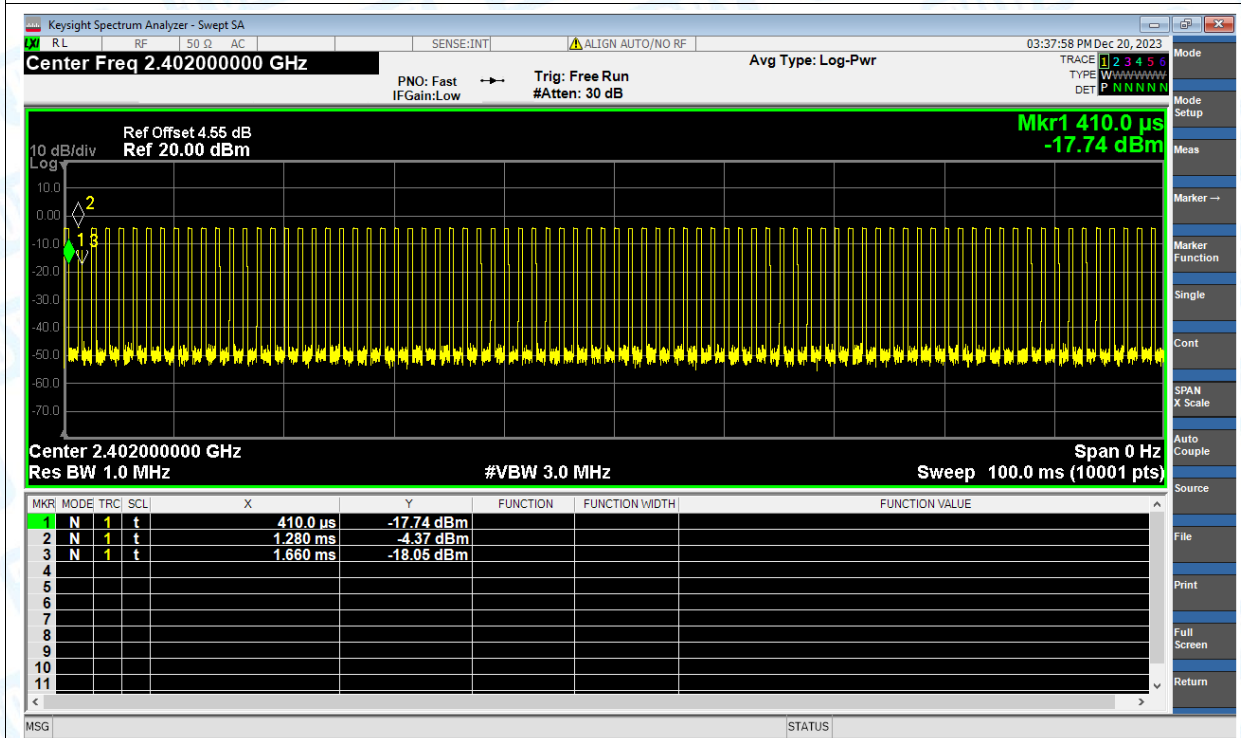 Keysight Spectrum Analyzer - Swept SA
LXI RL RF 50 Ω AC SENSE:INT ALIGN AUTO/NO RF 03:37:58 PM Dec 20, 2023
Center Freq 2.402000000 GHz
PNO: Fast
IFGain:Low
Trig: Free Run
#Atten: 30 dB
Avg Type: Log-Pwr
TRACE 1 2 3 4 5 6
TYPE WWWWWW
DET P N N N N N
Mode
Mode Setup
Meas
Marker →
Marker Function
Single
Cont
SPAN X Scale
Auto Couple
Source
File
Print
Full Screen
Return
Mkr1 410.0 µs
-17.74 dBm
Ref Offset 4.55 dB
10 dB/div Ref 20.00 dBm
Log
10.0
0.00
-10.0
-20.0
-30.0
-40.0
-50.0
-60.0
-70.0
2
1 3
Center 2.402000000 GHz Span 0 Hz
Res BW 1.0 MHz #VBW 3.0 MHz Sweep 100.0 ms (10001 pts)
MKR MODE TRC SCL X Y FUNCTION FUNCTION WIDTH FUNCTION VALUE
1 N 1 t 410.0 µs -17.74 dBm
2 N 1 t 1.280 ms -4.37 dBm
3 N 1 t 1.660 ms -18.05 dBm
4
5
6
7
8
9
10
11
MSG STATUS